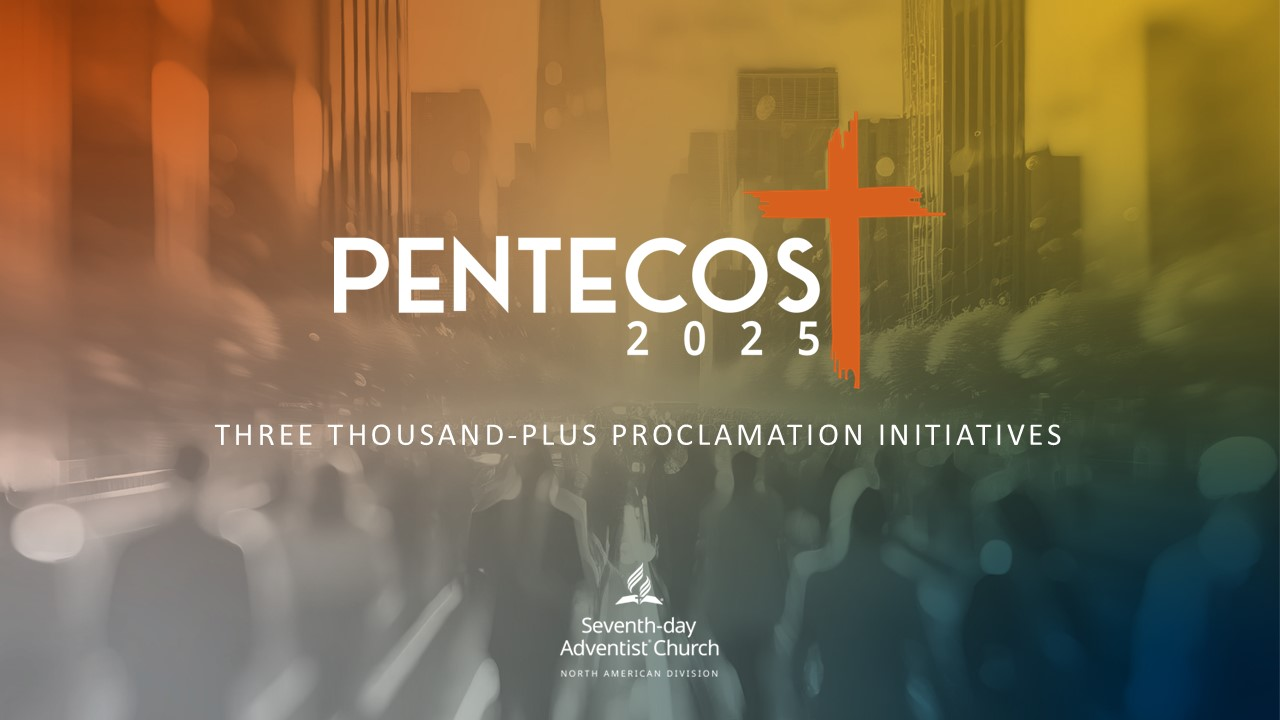 PENTECOST
2025
THREE THOUSAND-PLUS PROCLAMATION INITIATIVES
Seventh-day
Adventist® Church
NORTH AMERICAN DIVISION